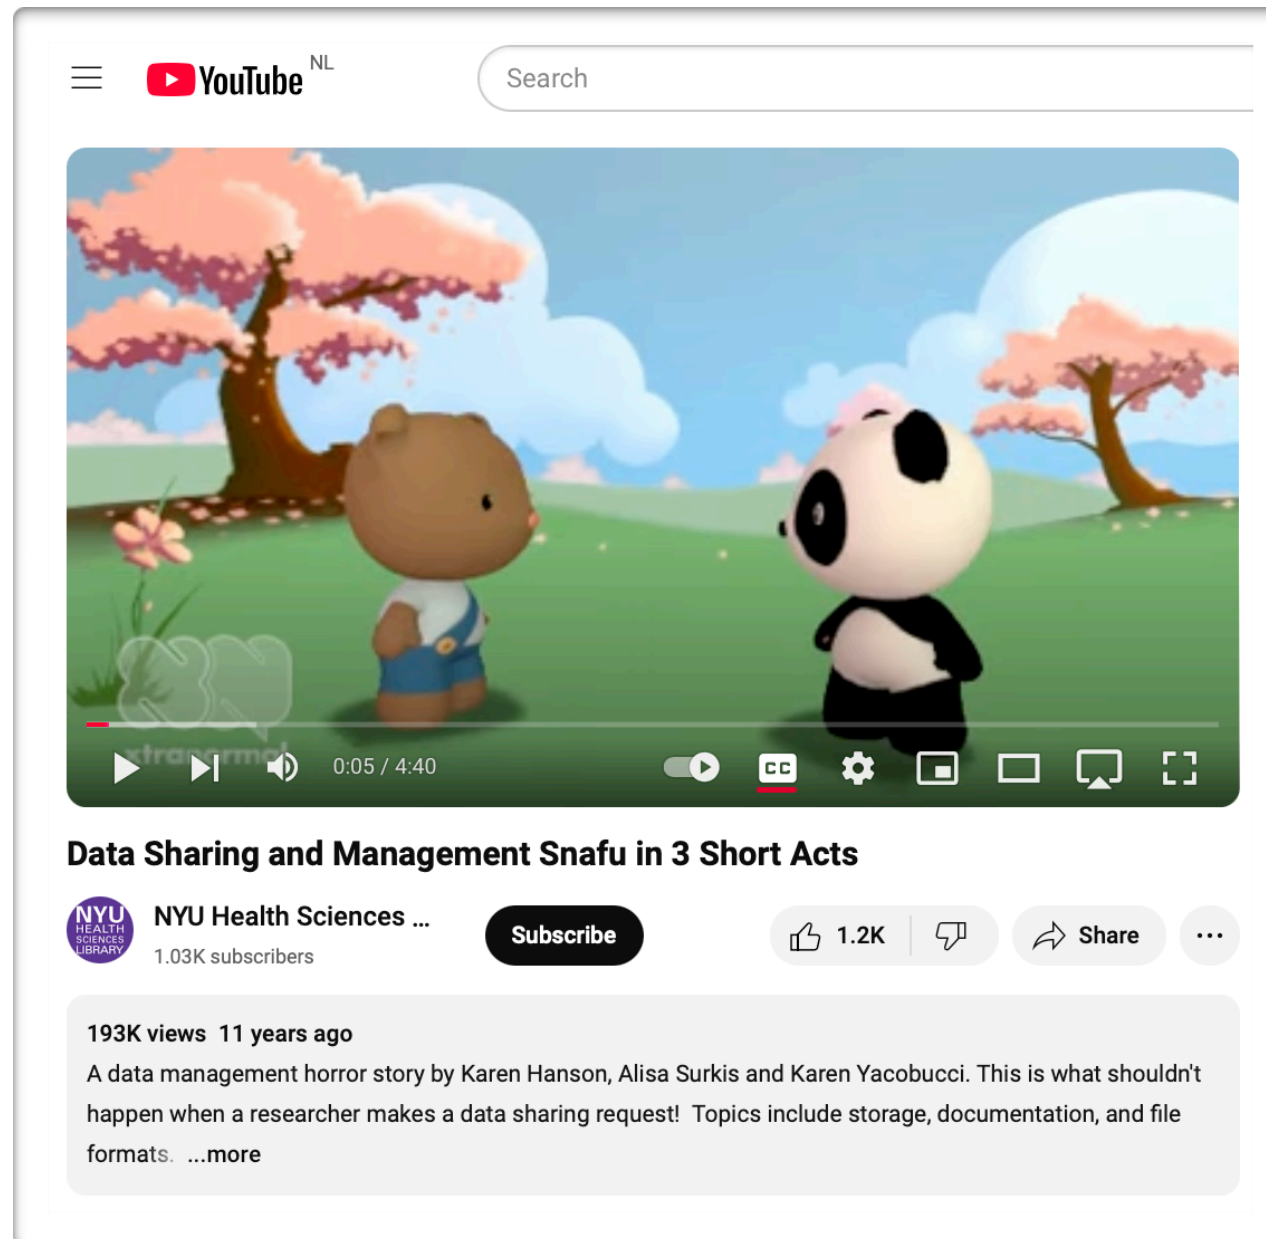 YouTube NL
Search
xtranormal
0:05 / 4:40
CC
Data Sharing and Management Snafu in 3 Short Acts
NYU
HEALTH
SCIENCES
LIBRARY
NYU Health Sciences ...
1.03K subscribers
Subscribe
1.2K
Share
193K views 11 years ago
A data management horror story by Karen Hanson, Alisa Surkis and Karen Yacobucci. This is what shouldn't
happen when a researcher makes a data sharing request! Topics include storage, documentation, and file
formats. ...more